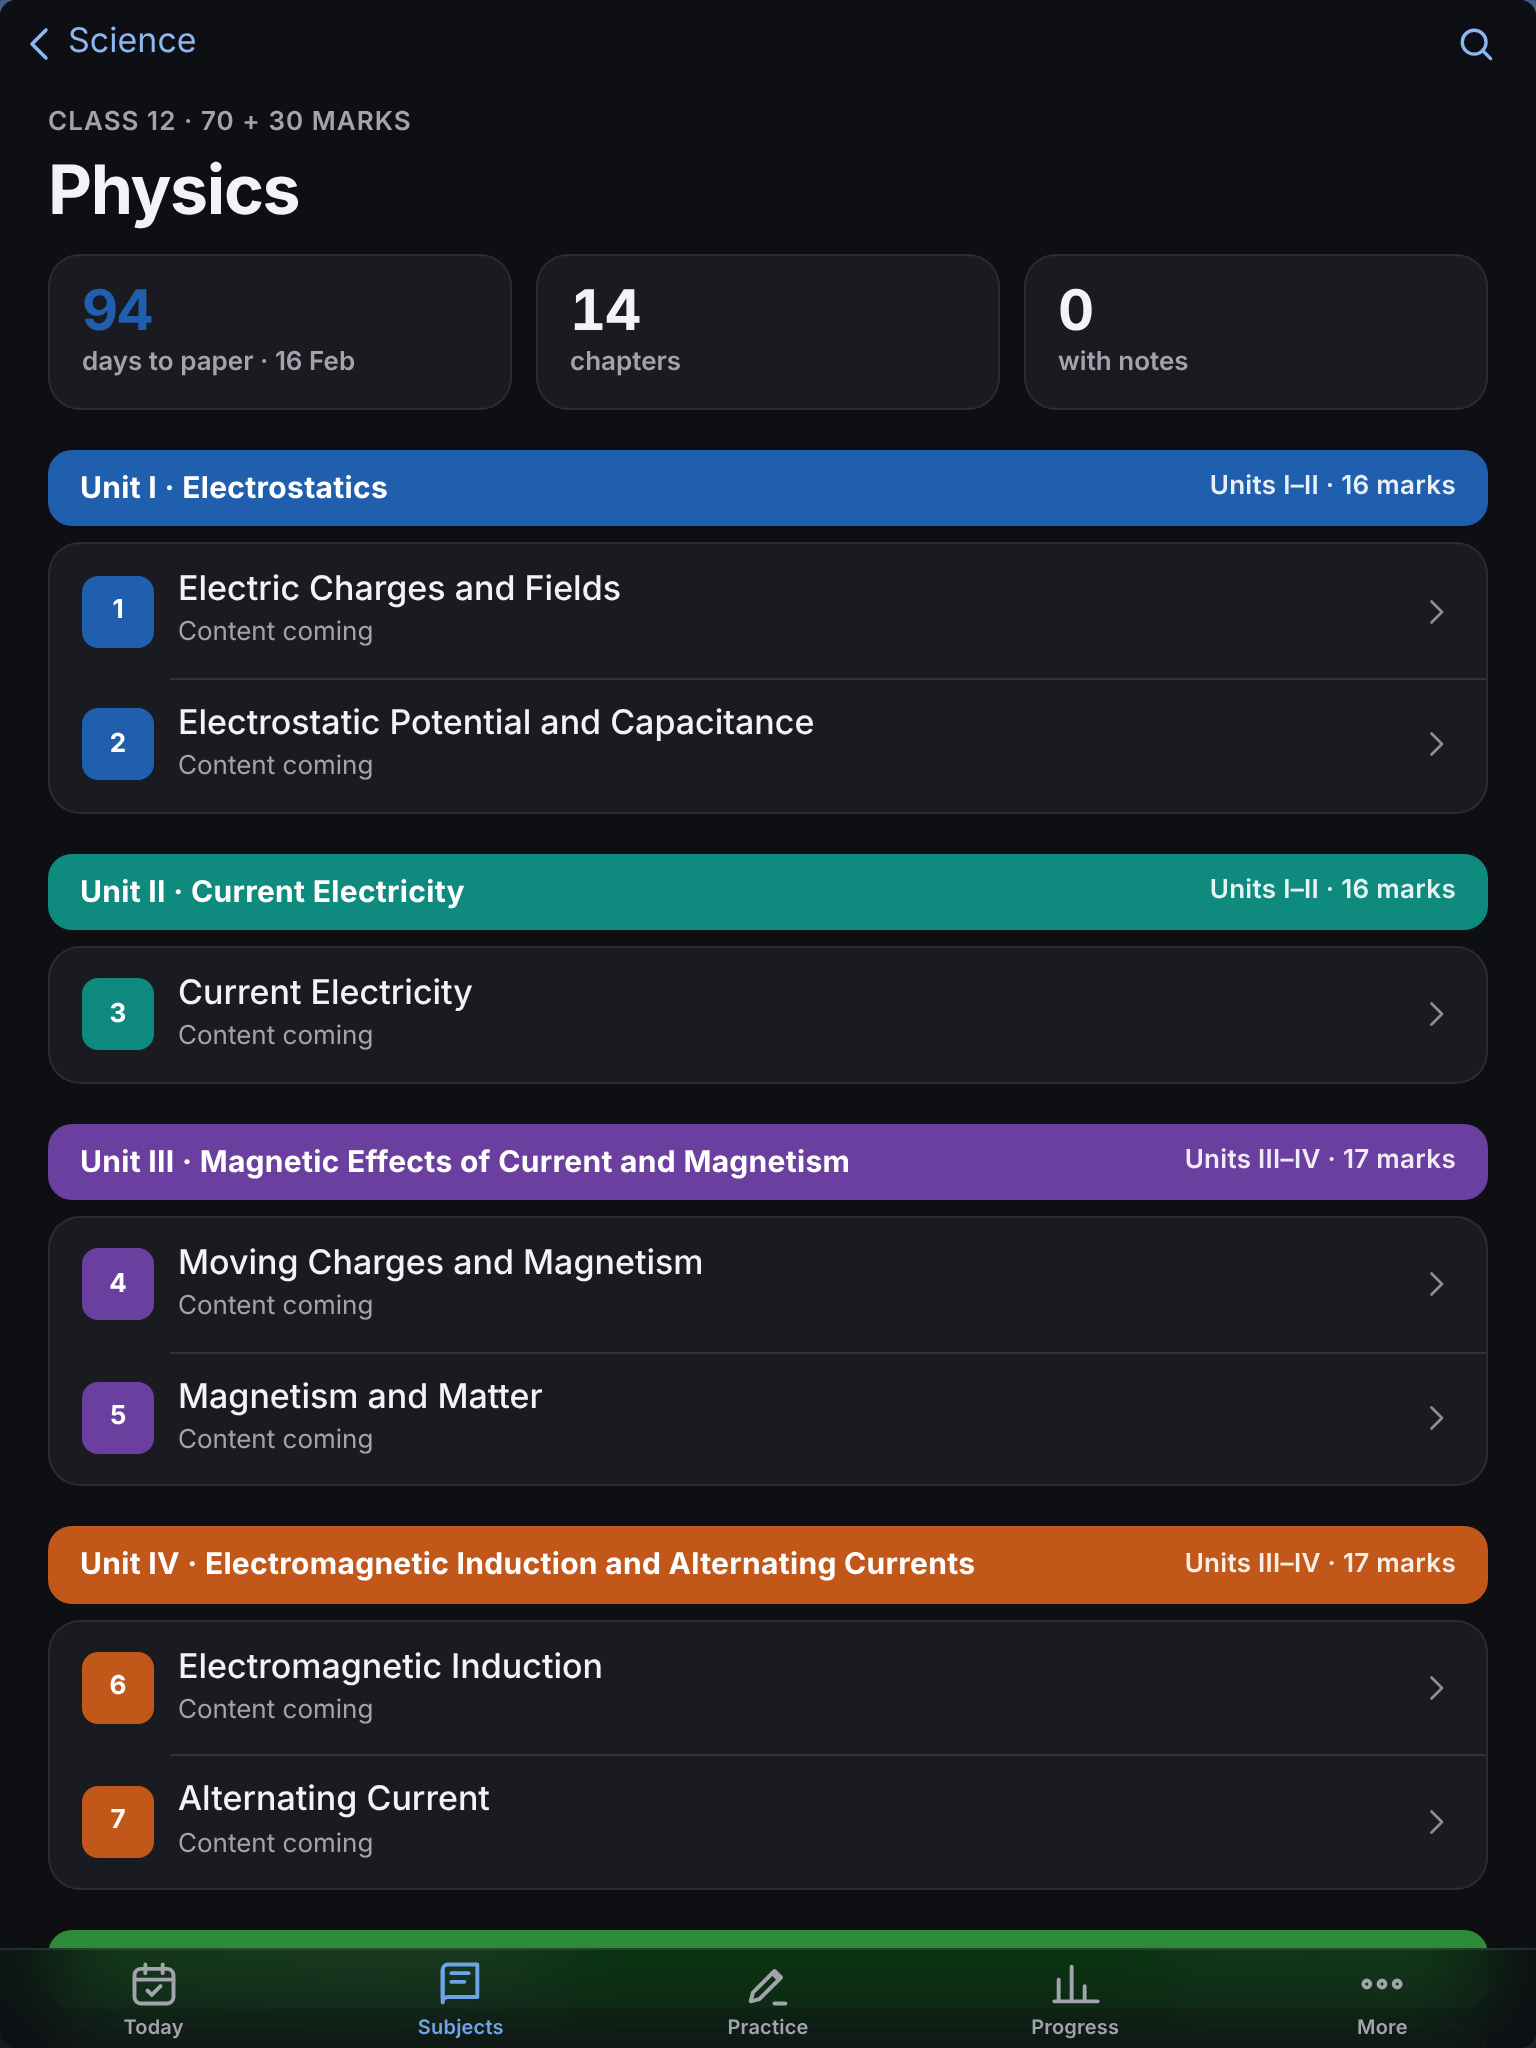 Science
CLASS 12 · 70 + 30 MARKS
Physics
94
days to paper · 16 Feb
14
chapters
0
with notes
Unit I · Electrostatics
Units I–II · 16 marks
1
Electric Charges and Fields
Content coming
2
Electrostatic Potential and Capacitance
Content coming
Unit II · Current Electricity
Units I–II · 16 marks
3
Current Electricity
Content coming
Unit III · Magnetic Effects of Current and Magnetism
Units III–IV · 17 marks
4
Moving Charges and Magnetism
Content coming
5
Magnetism and Matter
Content coming
Unit IV · Electromagnetic Induction and Alternating Currents
Units III–IV · 17 marks
6
Electromagnetic Induction
Content coming
7
Alternating Current
Content coming
Today
Subjects
Practice
Progress
More